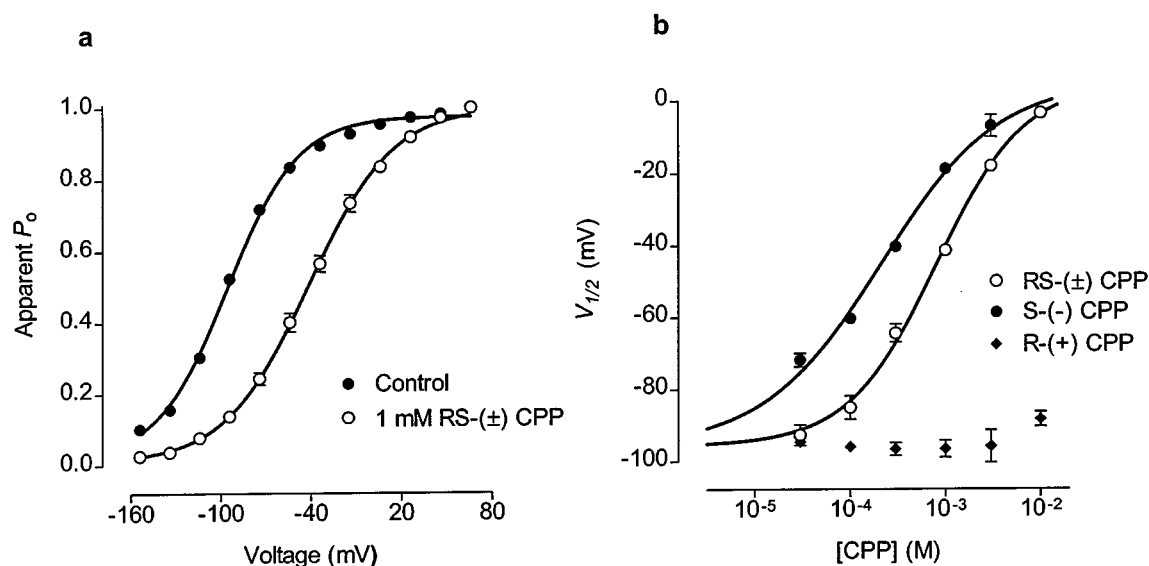 a
1.0
0.8
0.6
0.4
0.2
0.0
Apparent Po
-160 -100 -40 20 80
Voltage (mV)
Control
1 mM RS-(±) CPP
b
0
-20
-40
-60
-80
-100
V1/2 (mV)
10-5 10-4 10-3 10-2
[CPP] (M)
RS-(±) CPP
S-(-) CPP
R-(+) CPP